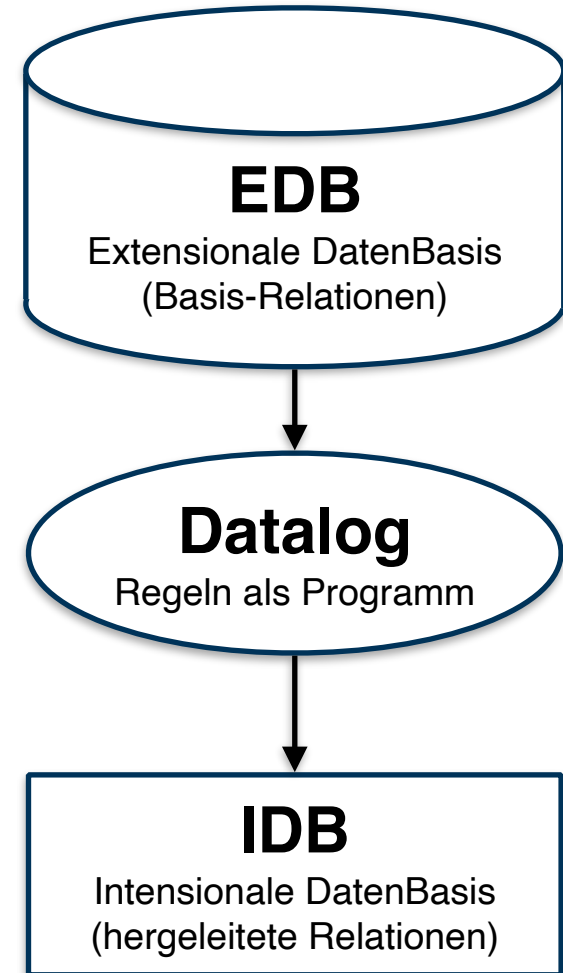 EDB
Extensionale DatenBasis
(Basis-Relationen)
Datalog
Regeln als Programm
IDB
Intensionale DatenBasis
(hergeleitete Relationen)